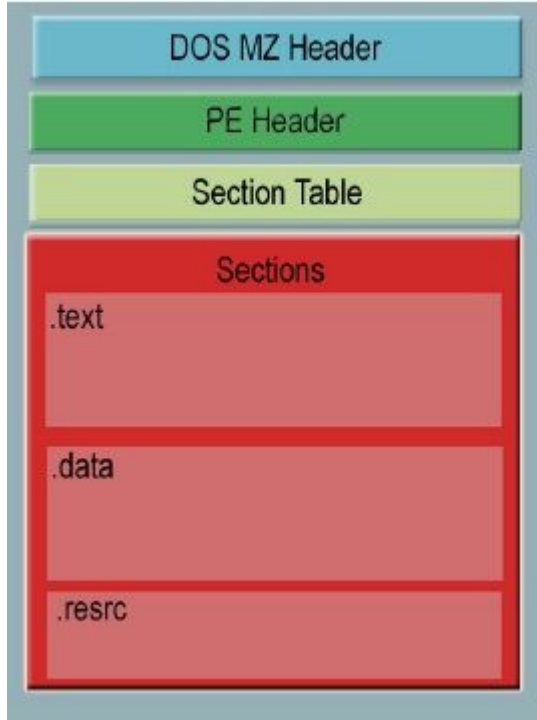 DOS MZ Header
PE Header
Section Table
Sections
.text
.data
.resrc